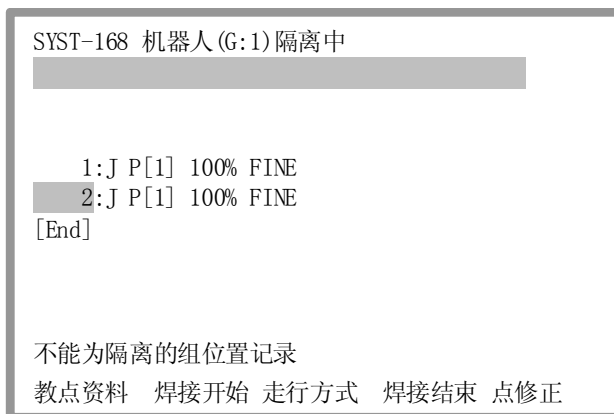 SYST-168 机器人(G:1)隔离中
1:J P[1] 100% FINE
2:J P[1] 100% FINE
[End]
不能为隔离的组位置记录
教点资料 焊接开始 走行方式 焊接结束 点修正